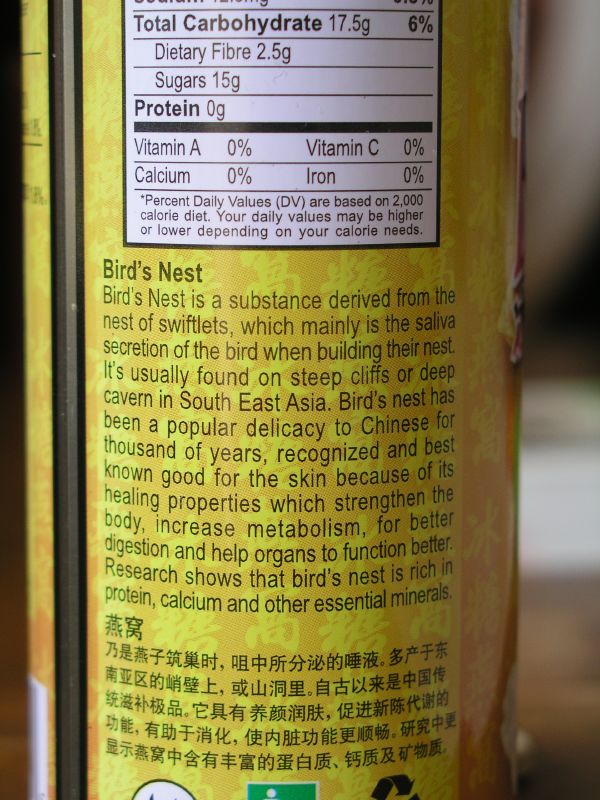 Total Carbohydrate 17.5g 6%
Dietary Fibre 2.5g
Sugars 15g
Protein 0g
Vitamin A 0% Vitamin C 0%
Calcium 0% Iron 0%
*Percent Daily Values (DV) are based on 2,000
calorie diet. Your daily values may be higher
or lower depending on your calorie needs.
Bird's Nest
Bird's Nest is a substance derived from the
nest of swiftlets, which mainly is the saliva
secretion of the bird when building their nest.
It's usually found on steep cliffs or deep
cavern in South East Asia. Bird's nest has
been a popular delicacy to Chinese for
thousand of years, recognized and best
known good for the skin because of its
healing properties which strengthen the
body, increase metabolism, for better
digestion and help organs to function better.
Research shows that bird's nest is rich in
protein, calcium and other essential minerals.
燕窝
乃是燕子筑巢时，咀中所分泌的唾液。多产于东
南亚区的峭壁上，或山洞里。自古以来是中国传
统滋补极品。它具有养颜润肤，促进新陈代谢的
功能，有助于消化，使内脏功能更顺畅。研究中更
显示燕窝中含有丰富的蛋白质、钙质及矿物质。